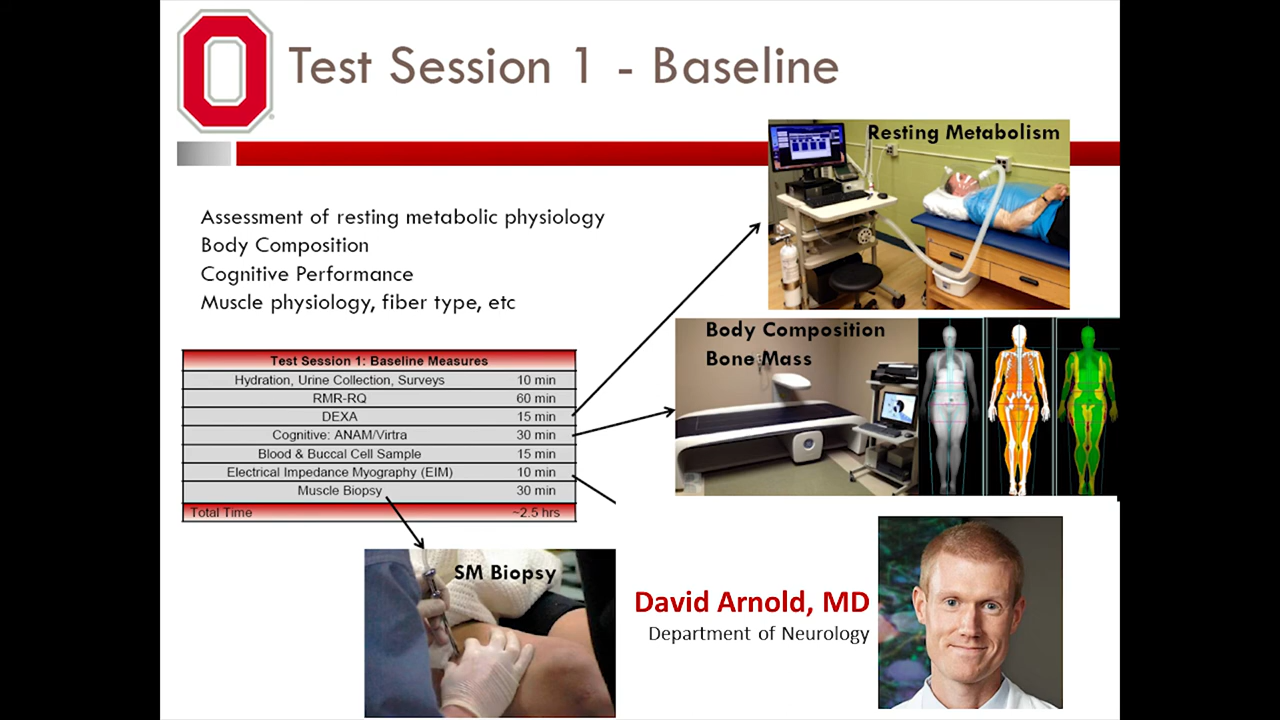 Test Session 1 - Baseline
Resting Metabolism
Assessment of resting metabolic physiology
Body Composition
Cognitive Performance
Muscle physiology, fiber type, etc
Body Composition
Bone Mass
Test Session 1: Baseline Measures
Hydration, Urine Collection, Surveys 10 min
RMR-RQ 60 min
DEXA 15 min
Cognitive: ANAM/Virtra 30 min
Blood & Buccal Cell Sample 15 min
Electrical Impedance Myography (EIM) 10 min
Muscle Biopsy 30 min
Total Time ~2.5 hrs
SM Biopsy
David Arnold, MD
Department of Neurology